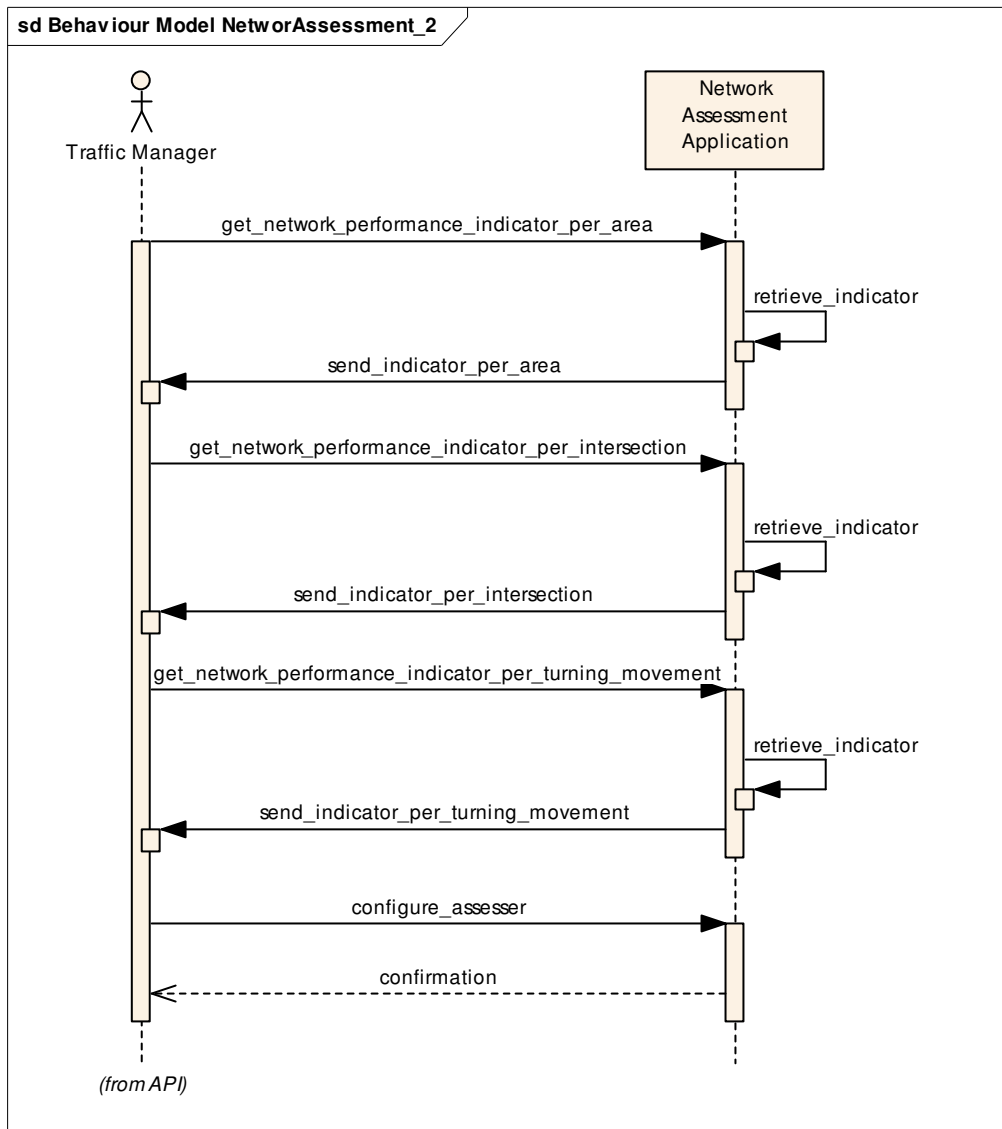 sd Behaviour Model NetworAssessment_2
Traffic Manager
Network
Assessment
Application
get_network_performance_indicator_per_area
retrieve_indicator
send_indicator_per_area
get_network_performance_indicator_per_intersection
retrieve_indicator
send_indicator_per_intersection
get_network_performance_indicator_per_turning_movement
retrieve_indicator
send_indicator_per_turning_movement
configure_assesser
confirmation
(from API)